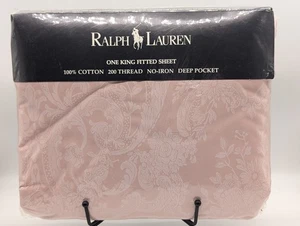 RALPH LAUREN
ONE KING FITTED SHEET
100% COTTON 200 THREAD NO-IRON DEEP POCKET